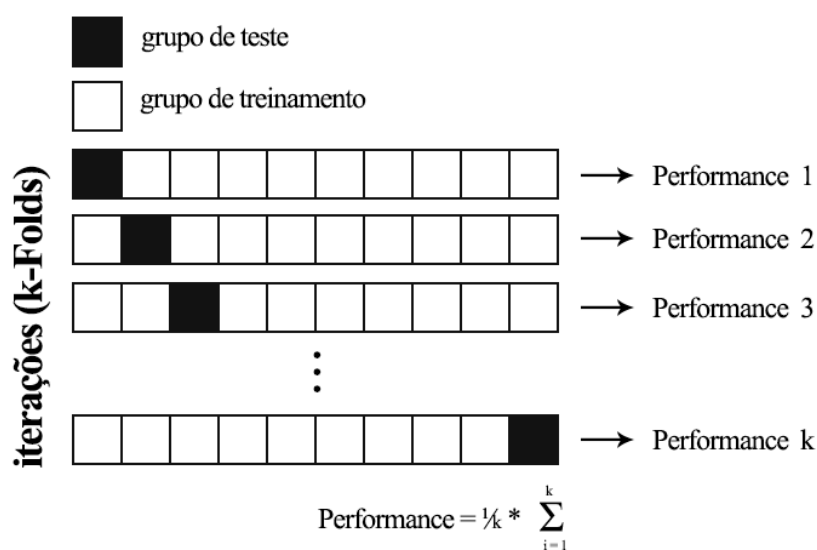 grupo de teste
grupo de treinamento
iterações (k-Folds)
Performance 1
Performance 2
Performance 3
Performance k
Performance = 1/k * k∑i=1